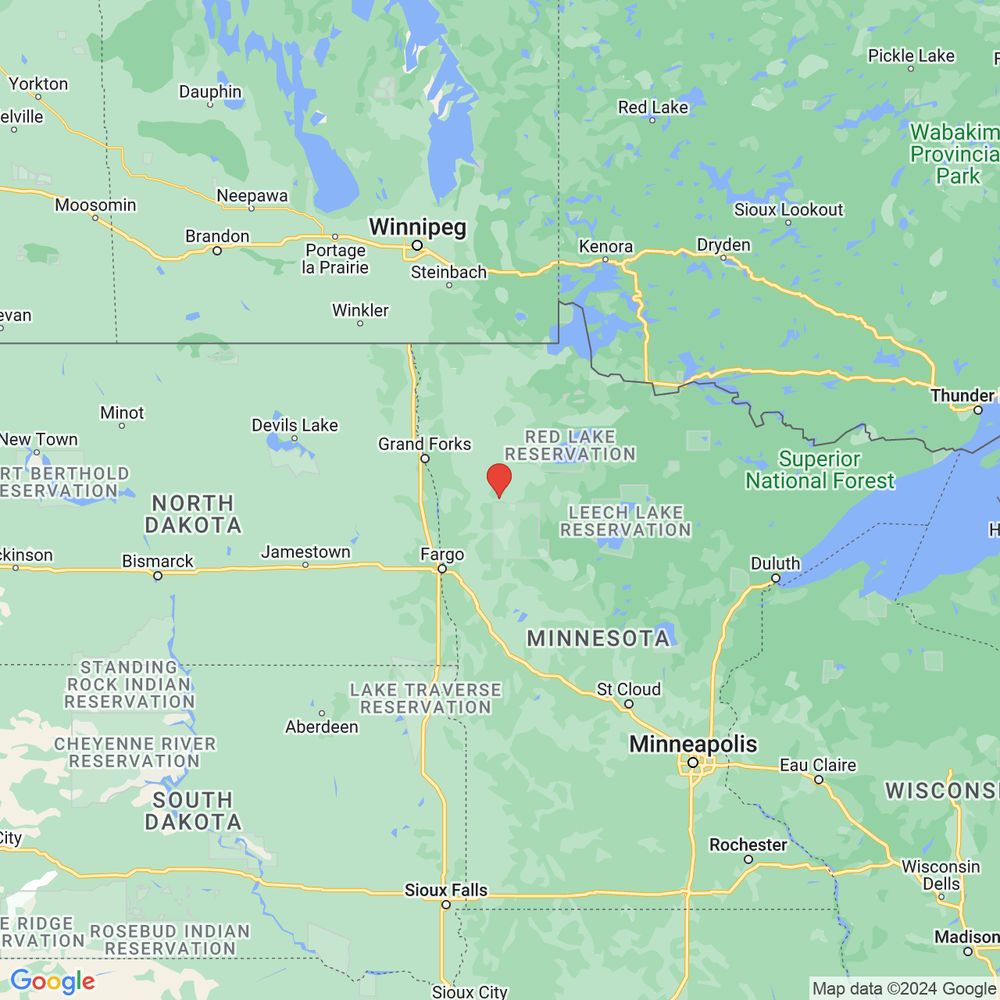 Pickle Lake
Yorkton
Dauphin
Red Lake
elville
Wabakim
Provincia
Park
Neepawa
Moosomin
Sioux Lookout
Winnipeg
Brandon
Portage
la Prairie
Kenora
Dryden
Steinbach
Winkler
evan
Thunder
Minot
Devils Lake
New Town
Grand Forks
RED LAKE
RESERVATION
RT BERTHOLD
RESERVATION
Superior
National Forest
NORTH
DAKOTA
LEECH LAKE
RESERVATION
H
ckinson
Bismarck
Jamestown
Fargo
Duluth
MINNESOTA
STANDING
ROCK INDIAN
RESERVATION
LAKE TRAVERSE
RESERVATION
St Cloud
Aberdeen
CHEYENNE RIVER
RESERVATION
Minneapolis
Eau Claire
WISCONS
SOUTH
DAKOTA
City
Rochester
Wisconsin
Dells
Sioux Falls
E RIDGE
ERVATION
ROSEBUD INDIAN
RESERVATION
Madison
Sioux City
Google
Map data ©2024 Google